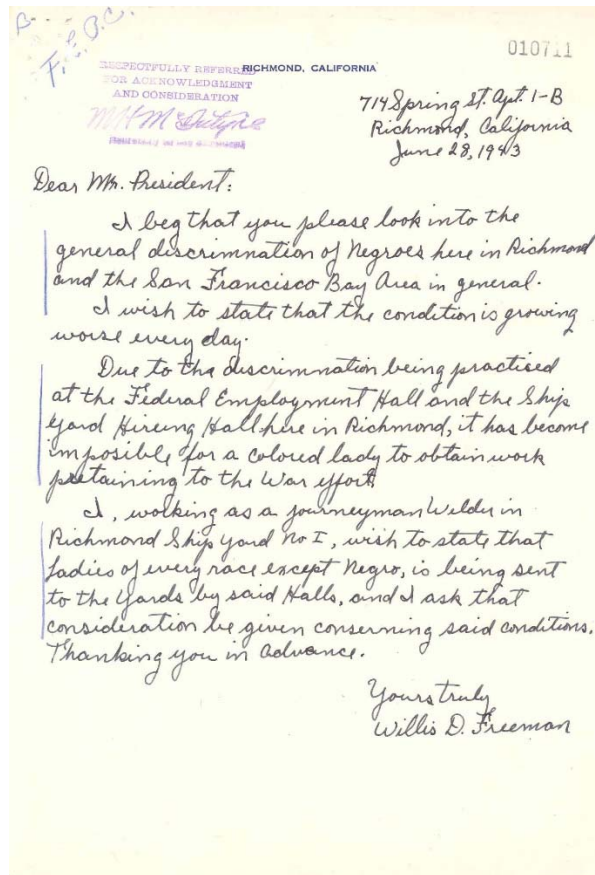 B-
F.E.P.C.
010711
RESPECTFULLY REFERRED
FOR ACKNOWLEDGMENT
AND CONSIDERATION
M H McIntyre
RICHMOND, CALIFORNIA
714 Spring St. Apt. 1-B
Richmond, California
June 28, 1943
Dear Mr. President:
I beg that you please look into the
general discrimnation of Negroes here in Richmond
and the San Francisco Bay Area in general.
I wish to state that the condition is growing
worse every day.
Due to the discrimnation being practised
at the Federal Employment Hall and the Ship
Yard Hireing Hall here in Richmond, it has become
imposible for a colored lady to obtain work
pretaining to the War effort.
I, working as a journeyman Welder in
Richmond Ship Yard No I, wish to state that
Ladies of every race except Negro, is being sent
to the Yards by said Halls, and I ask that
consideration be given conserning said conditions.
Thanking you in advance.
Yours truly
Willis D. Freeman